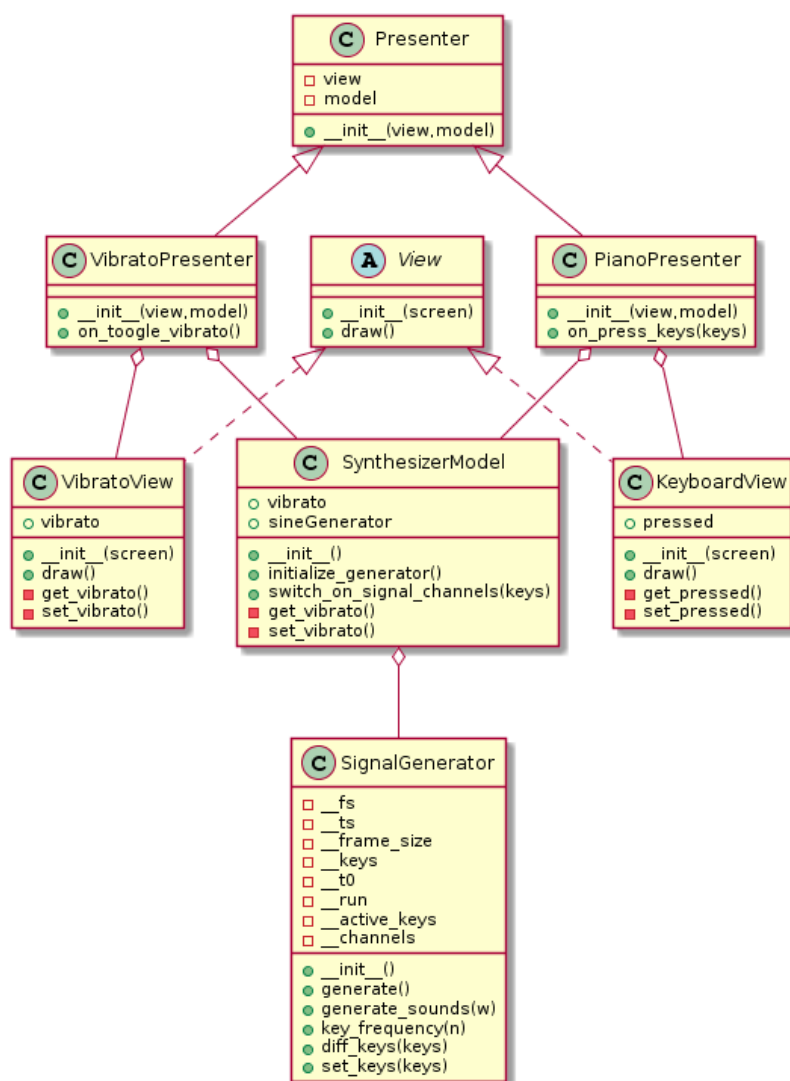 C Presenter
view
model
__init__(view,model)
C VibratoPresenter
__init__(view,model)
on_toogle_vibrato()
A View
__init__(screen)
draw()
C PianoPresenter
__init__(view,model)
on_press_keys(keys)
C VibratoView
vibrato
__init__(screen)
draw()
get_vibrato()
set_vibrato()
C SynthesizerModel
vibrato
sineGenerator
__init__()
initialize_generator()
switch_on_signal_channels(keys)
get_vibrato()
set_vibrato()
C KeyboardView
pressed
__init__(screen)
draw()
get_pressed()
set_pressed()
C SignalGenerator
__fs
__ts
__frame_size
__keys
__t0
__run
__active_keys
__channels
__init__()
generate()
generate_sounds(w)
key_frequency(n)
diff_keys(keys)
set_keys(keys)